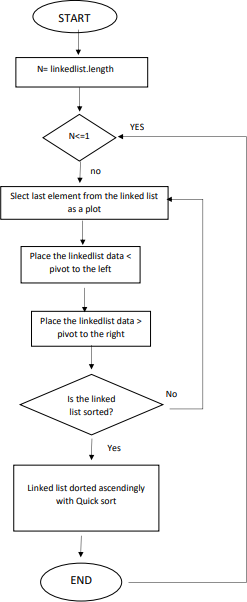 START
N= linkedlist.length
YES
N<=1
no
Slect last element from the linked list
as a plot
Place the linkedlist data <
pivot to the left
Place the linkedlist data >
pivot to the right
Is the linked
list sorted?
No
Yes
Linked list dorted ascendingly
with Quick sort
END